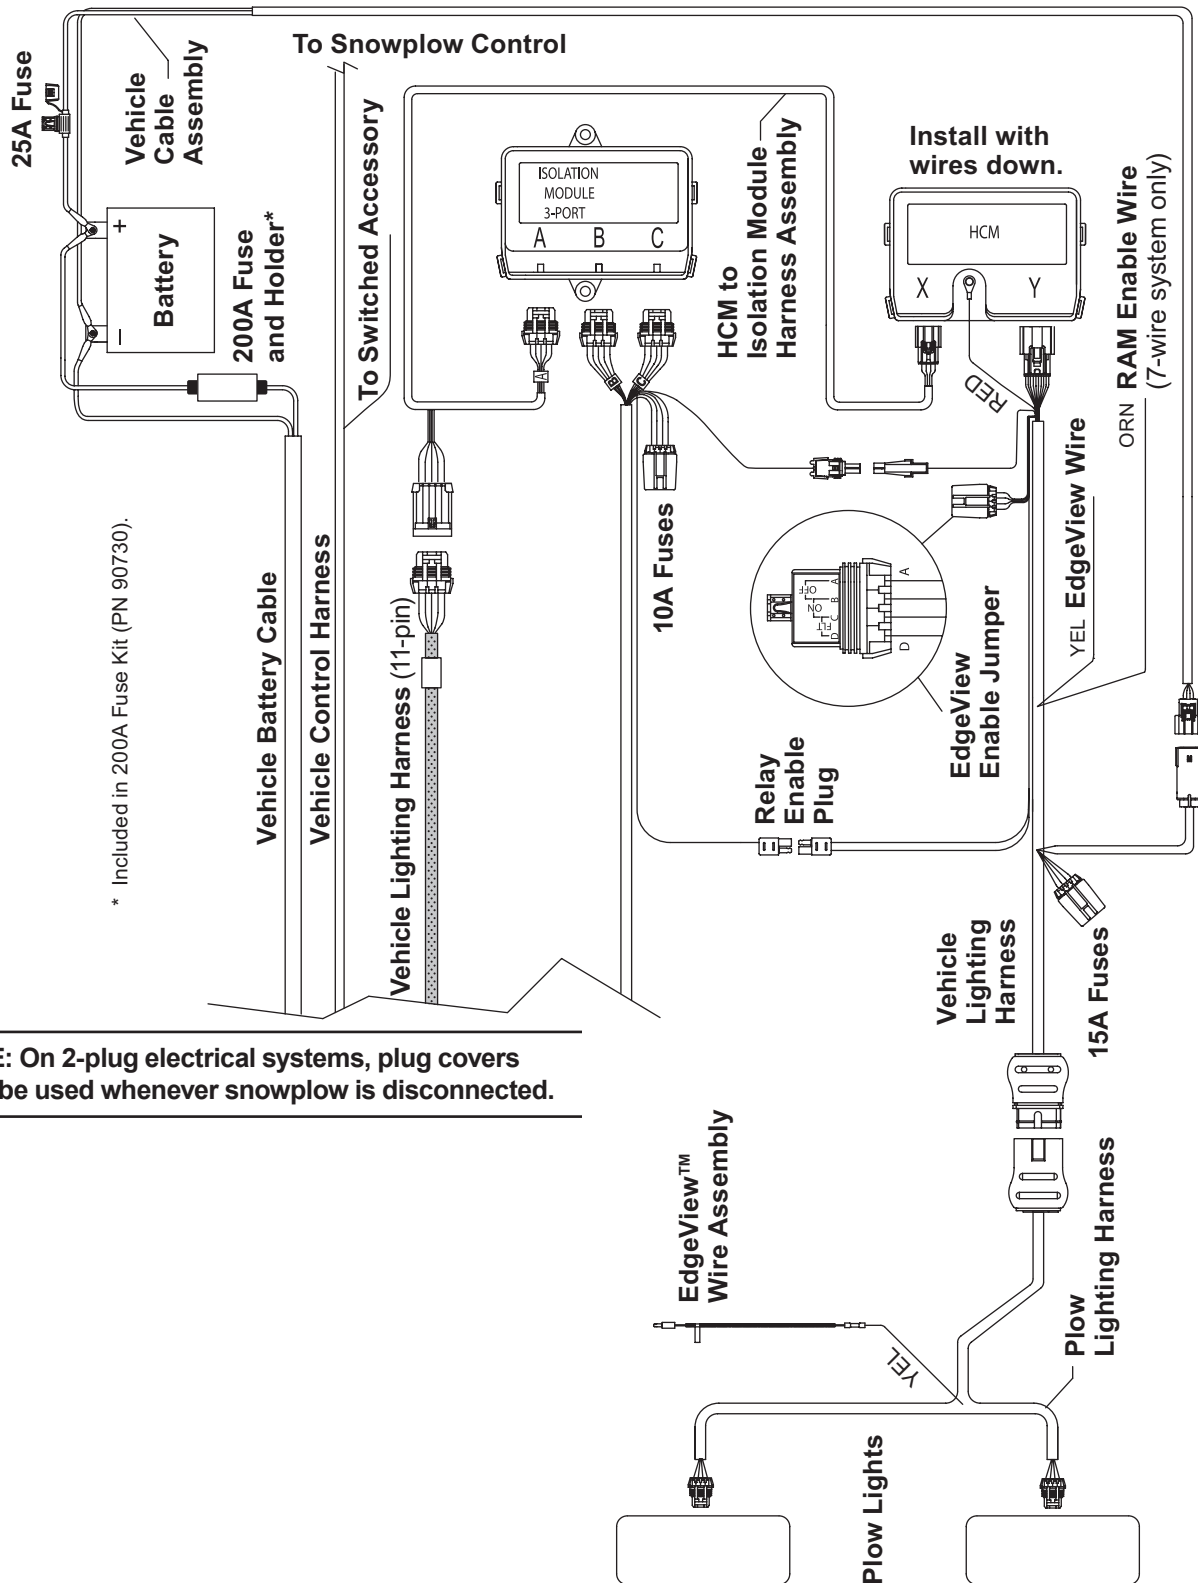 To Snowplow Control
25A Fuse
Vehicle
Cable
Assembly
+
–
Battery
200A Fuse
and Holder*
To Switched Accessory
ISOLATION
MODULE
3-PORT
A B C
A
B
C
HCM to
Isolation Module
Harness Assembly
Install with
wires down.
HCM
X Y
RED
ORN RAM Enable Wire
(7-wire system only)
YEL EdgeView Wire
* Included in 200A Fuse Kit (PN 90730).
Vehicle Battery Cable
Vehicle Control Harness
Vehicle Lighting Harness (11-pin)
10A Fuses
OFF
ON
FLT
A
B
C
D
A
D
EdgeView
Enable Jumper
Relay
Enable
Plug
Vehicle
Lighting
Harness
15A Fuses
E: On 2-plug electrical systems, plug covers
be used whenever snowplow is disconnected.
EdgeView™
Wire Assembly
YEL
Plow
Lighting Harness
Plow Lights